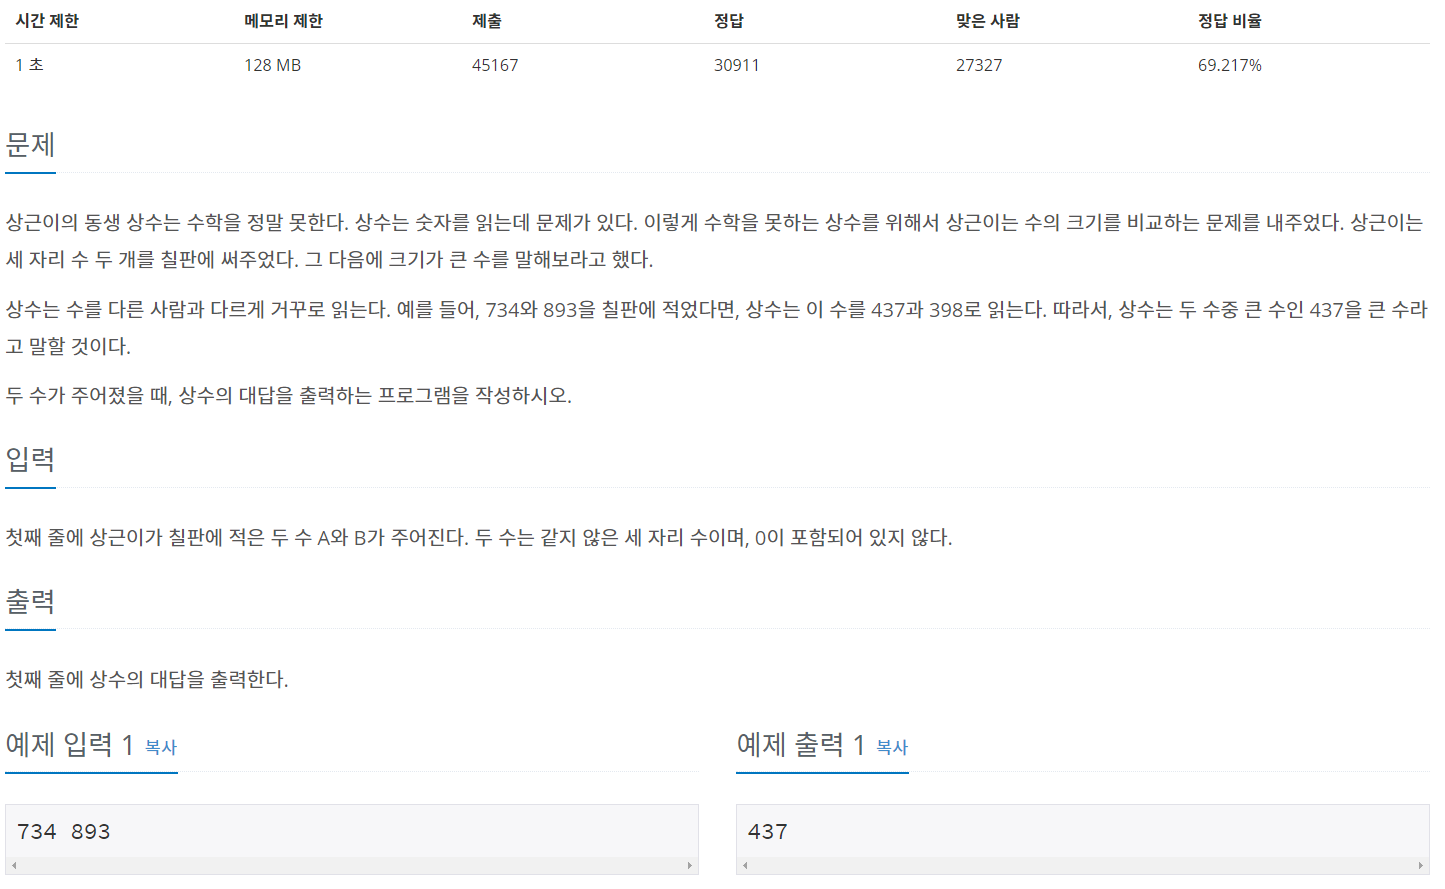 시간 제한 메모리 제한 제출 정답 맞은 사람 정답 비율
1 초 128 MB 45167 30911 27327 69.217%
문제
상근이의 동생 상수는 수학을 정말 못한다. 상수는 숫자를 읽는데 문제가 있다. 이렇게 수학을 못하는 상수를 위해서 상근이는 수의 크기를 비교하는 문제를 내주었다. 상근이는
세 자리 수 두 개를 칠판에 써주었다. 그 다음에 크기가 큰 수를 말해보라고 했다.
상수는 수를 다른 사람과 다르게 거꾸로 읽는다. 예를 들어, 734와 893을 칠판에 적었다면, 상수는 이 수를 437과 398로 읽는다. 따라서, 상수는 두 수중 큰 수인 437을 큰 수라
고 말할 것이다.
두 수가 주어졌을 때, 상수의 대답을 출력하는 프로그램을 작성하시오.
입력
첫째 줄에 상근이가 칠판에 적은 두 수 A와 B가 주어진다. 두 수는 같지 않은 세 자리 수이며, 0이 포함되어 있지 않다.
출력
첫째 줄에 상수의 대답을 출력한다.
예제 입력 1 복사
734 893
예제 출력 1 복사
437